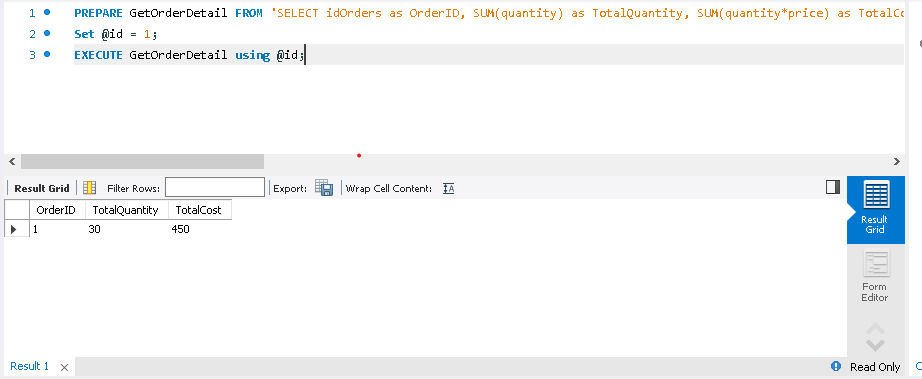 1 PREPARE GetOrderDetail FROM 'SELECT idOrders as OrderID, SUM(quantity) as TotalQuantity, SUM(quantity*price) as TotalCo
2 Set @id = 1;
3 EXECUTE GetOrderDetail using @id;
Result Grid Filter Rows: Export: Wrap Cell Content: IA
OrderID TotalQuantity TotalCost
1 30 450
Result
Grid
Form
Editor
Result 1 × Read Only